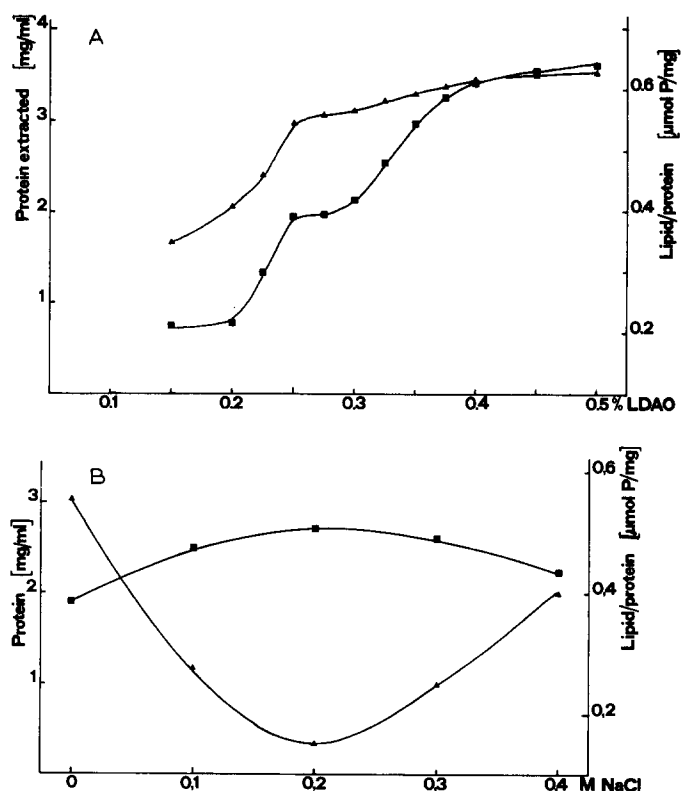 A
Protein extracted [mg/ml]
4
3
2
1
0.1
0.2
0.3
0.4
0.5 % LDAO
0.6
0.4
0.2
Lipid/protein [μmol P/mg]
B
Protein [mg/ml]
3
2
1
0
0,1
0,2
0,3
0,4 M NaCl
0,6
0,4
0,2
Lipid/protein [μmol P/mg]